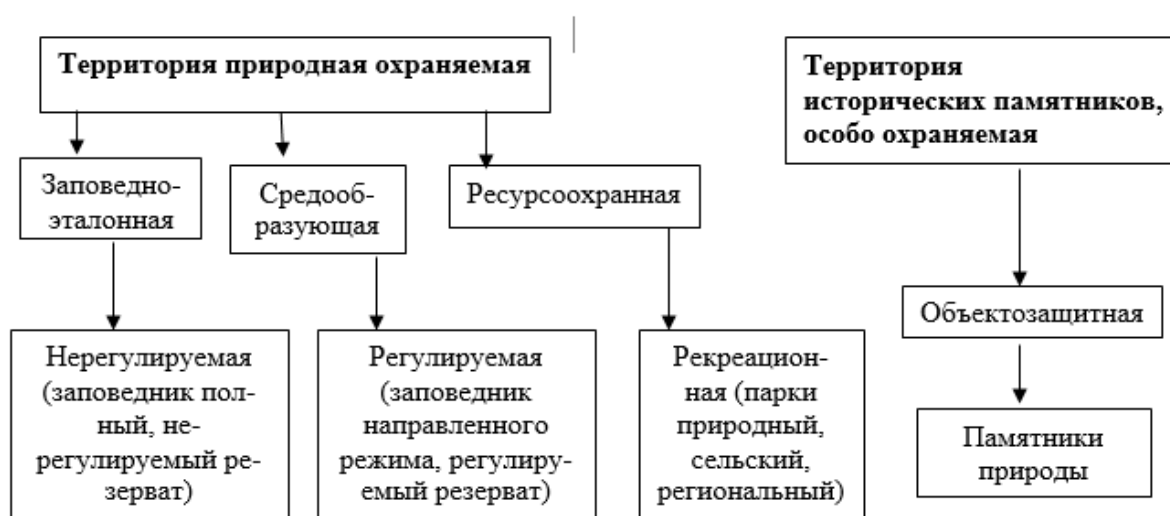 Территория природная охраняемая
Территория
исторических памятников,
особо охраняемая
Заповедно-
эталонная
Средооб-
разующая
Ресурсоохранная
Объектозащитная
Нерегулируемая
(заповедник пол-
ный, не-
регулируемый ре-
зерват)
Регулируемая
(заповедник
направленного
режима, регулиру-
емый резерват)
Рекреацион-
ная (парки
природный,
сельский,
региональный)
Памятники
природы